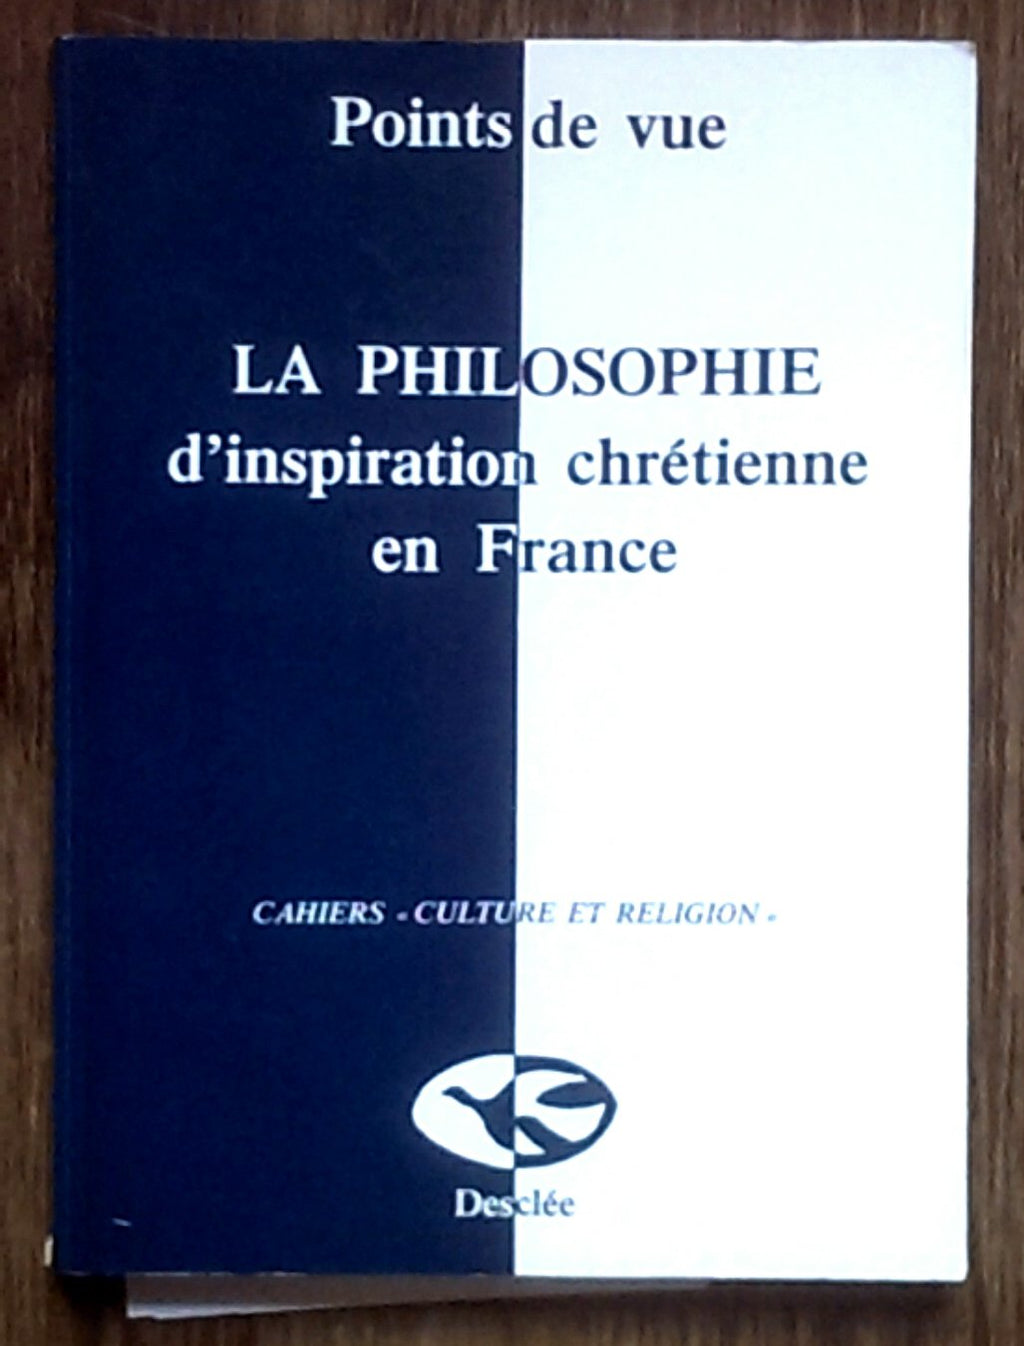 Points de vue
LA PHILOSOPHIE
d'inspiration chrétienne
en France
CAHIERS « CULTURE ET RELIGION »
Desclée